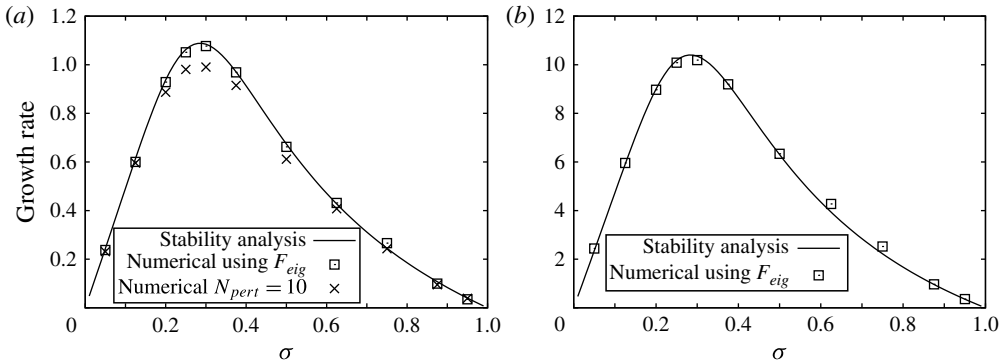 (a)
Growth rate
1.2
1.0
0.8
0.6
0.4
0.2
0
0.2
0.4
0.6
0.8
1.0
σ
Stability analysis
Numerical using F_eig
Numerical N_pert = 10
(b)
12
10
8
6
4
2
0
0.2
0.4
0.6
0.8
1.0
σ
Stability analysis
Numerical using F_eig